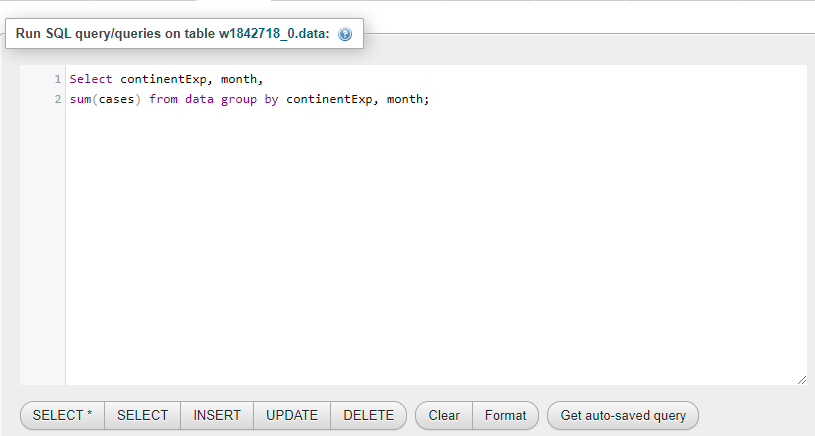 Run SQL query/queries on table w1842718_0.data:
1 Select continentExp, month,
2 sum(cases) from data group by continentExp, month;
SELECT * SELECT INSERT UPDATE DELETE Clear Format Get auto-saved query